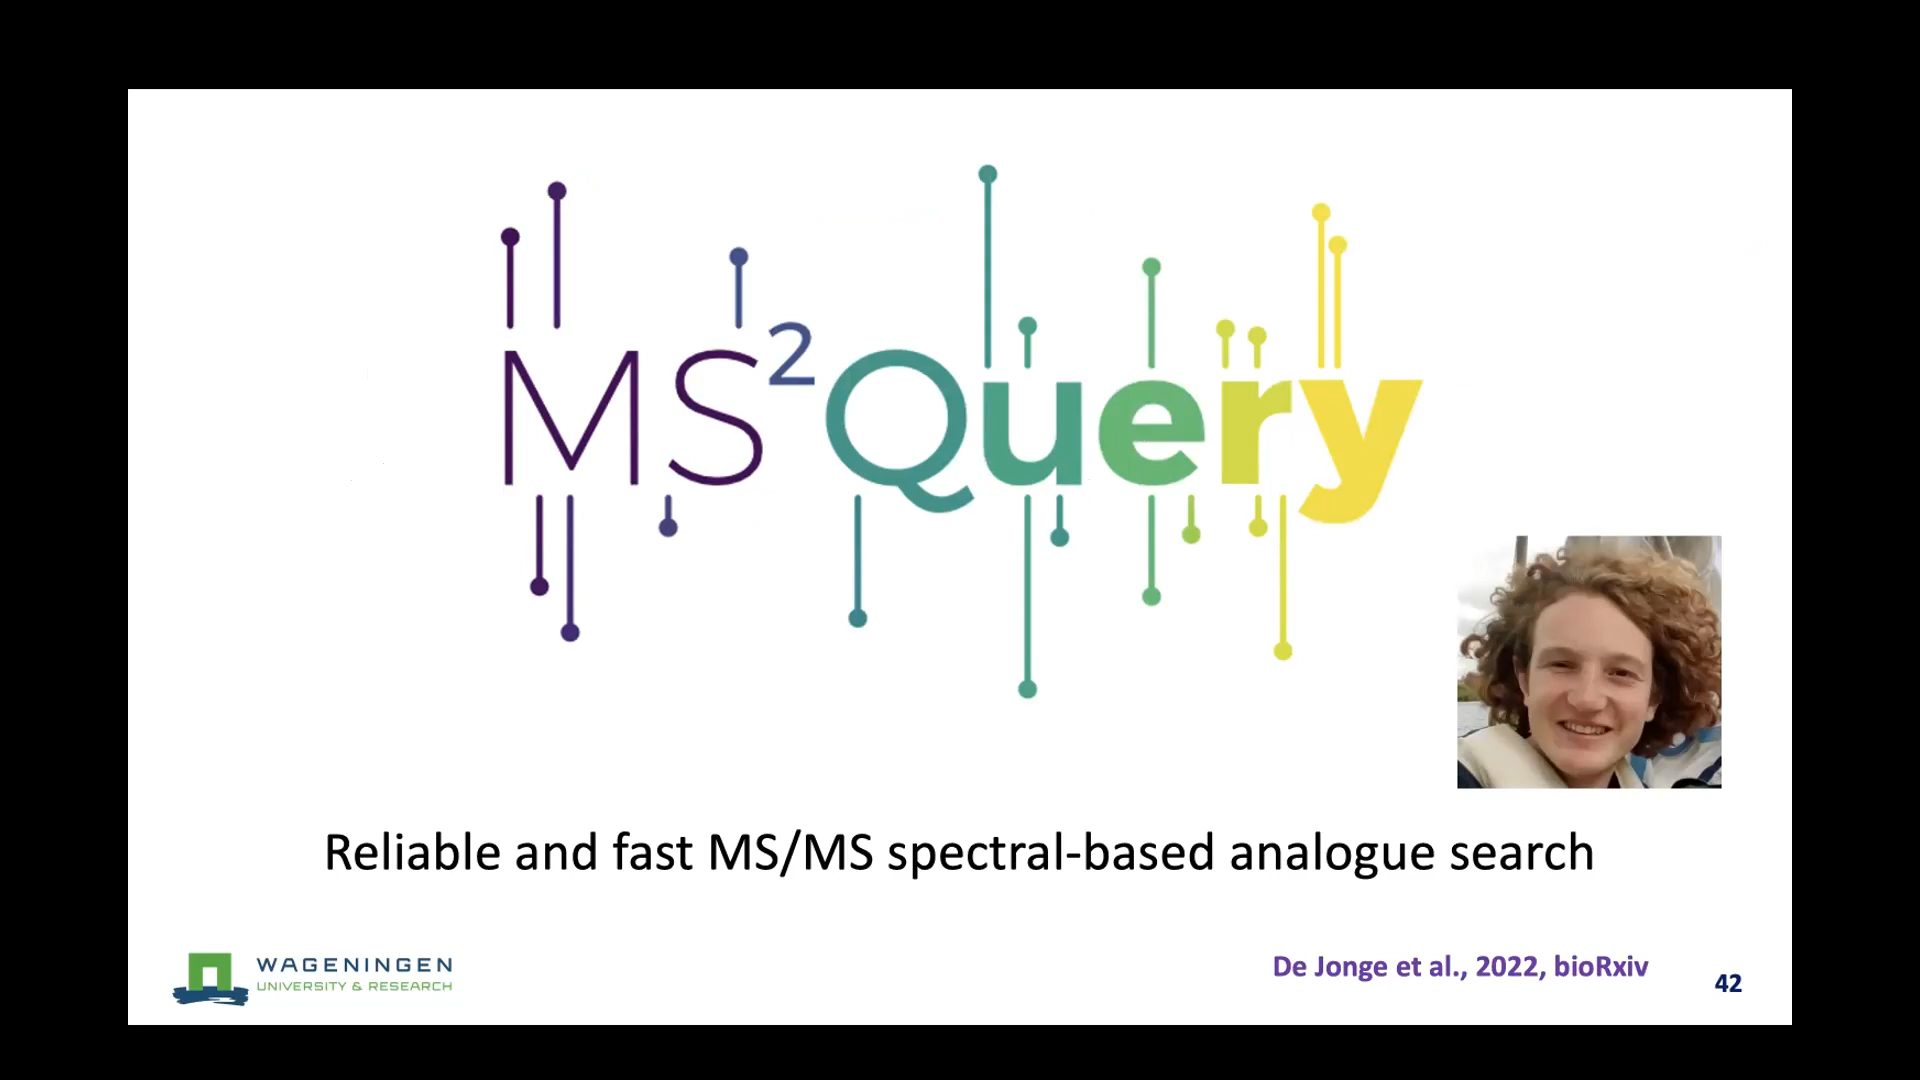 MS²Query
Reliable and fast MS/MS spectral-based analogue search
WAGENINGEN
UNIVERSITY & RESEARCH
De Jonge et al., 2022, bioRxiv
42